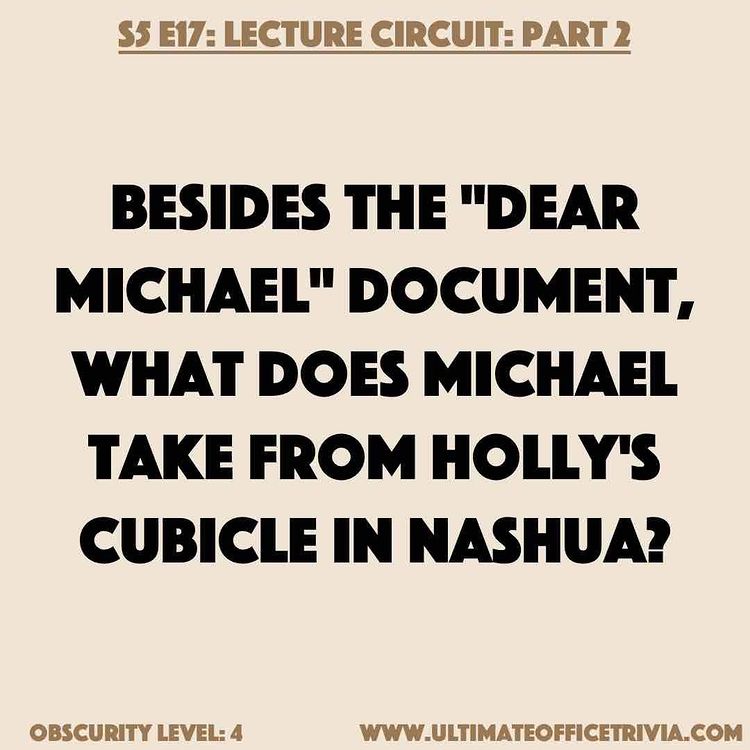 S5 E17: LECTURE CIRCUIT: PART 2
BESIDES THE "DEAR
MICHAEL" DOCUMENT,
WHAT DOES MICHAEL
TAKE FROM HOLLY'S
CUBICLE IN NASHUA?
OBSCURITY LEVEL: 4
WWW.ULTIMATEOFFICETRIVIA.COM